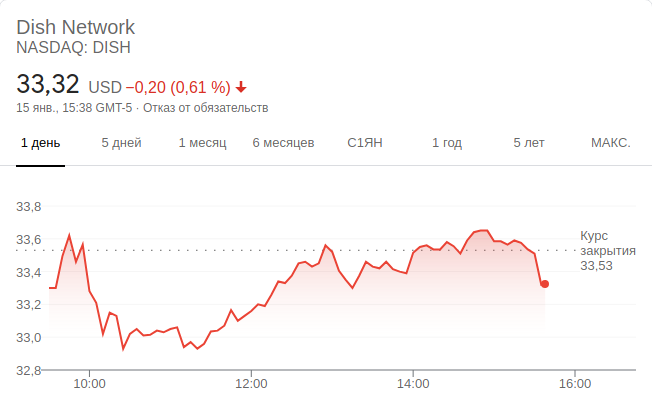 Dish Network
NASDAQ: DISH
33,32 USD −0,20 (0,61 %)
15 янв., 15:38 GMT-5 · Отказ от обязательств
1 день 5 дней 1 месяц 6 месяцев С1ЯН 1 год 5 лет МАКС.
33,8
33,6
33,4
33,2
33,0
32,8
Курс
закрытия
33,53
10:00 12:00 14:00 16:00